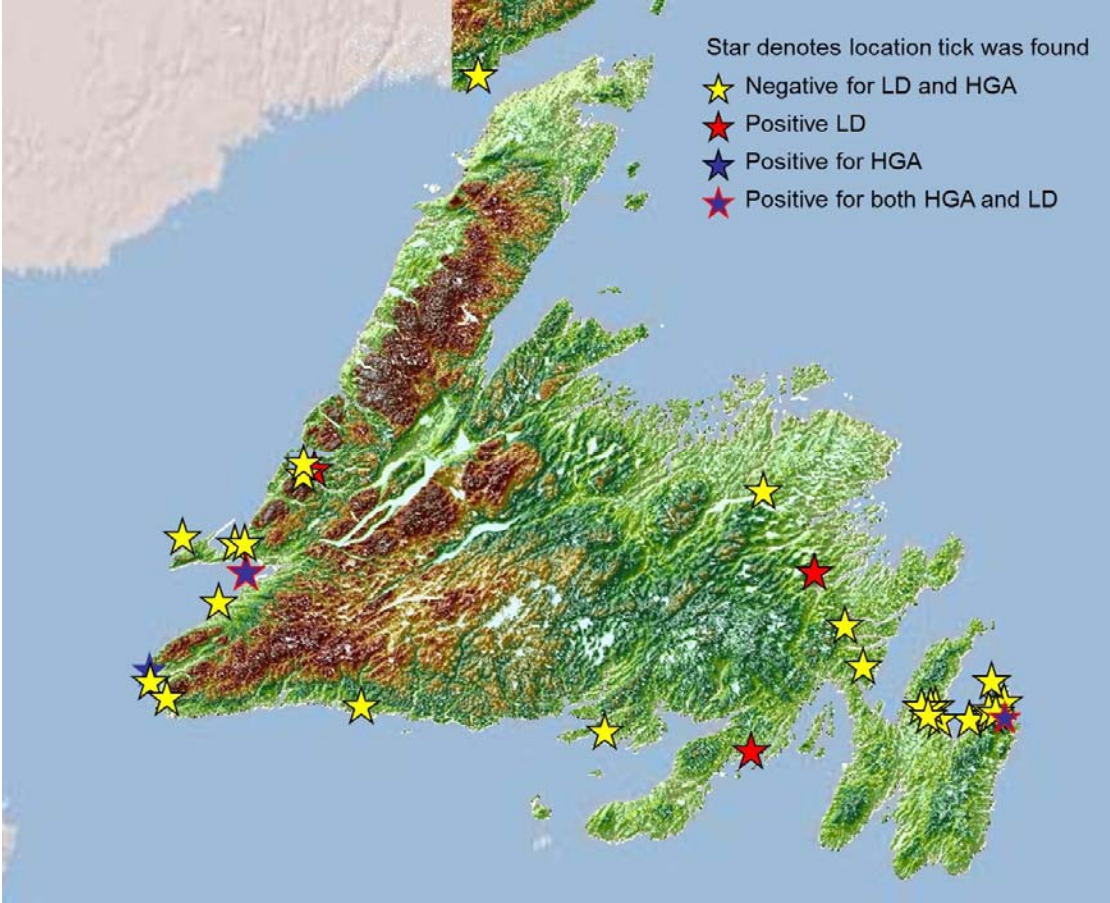 Star denotes location tick was found
Negative for LD and HGA
Positive LD
Positive for HGA
Positive for both HGA and LD